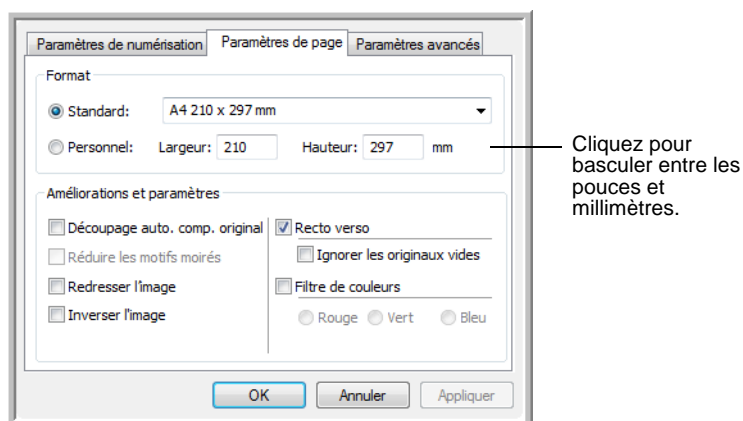 Paramètres de numérisation Paramètres de page Paramètres avancés
Format
Standard: A4 210 x 297 mm
Personnel: Largeur: 210 Hauteur: 297 mm
Cliquez pour
basculer entre les
pouces et
millimètres.
Améliorations et paramètres
Découpage auto. comp. original
Réduire les motifs moirés
Redresser l'image
Inverser l'image
Recto verso
Ignorer les originaux vides
Filtre de couleurs
Rouge Vert Bleu
OK Annuler Appliquer